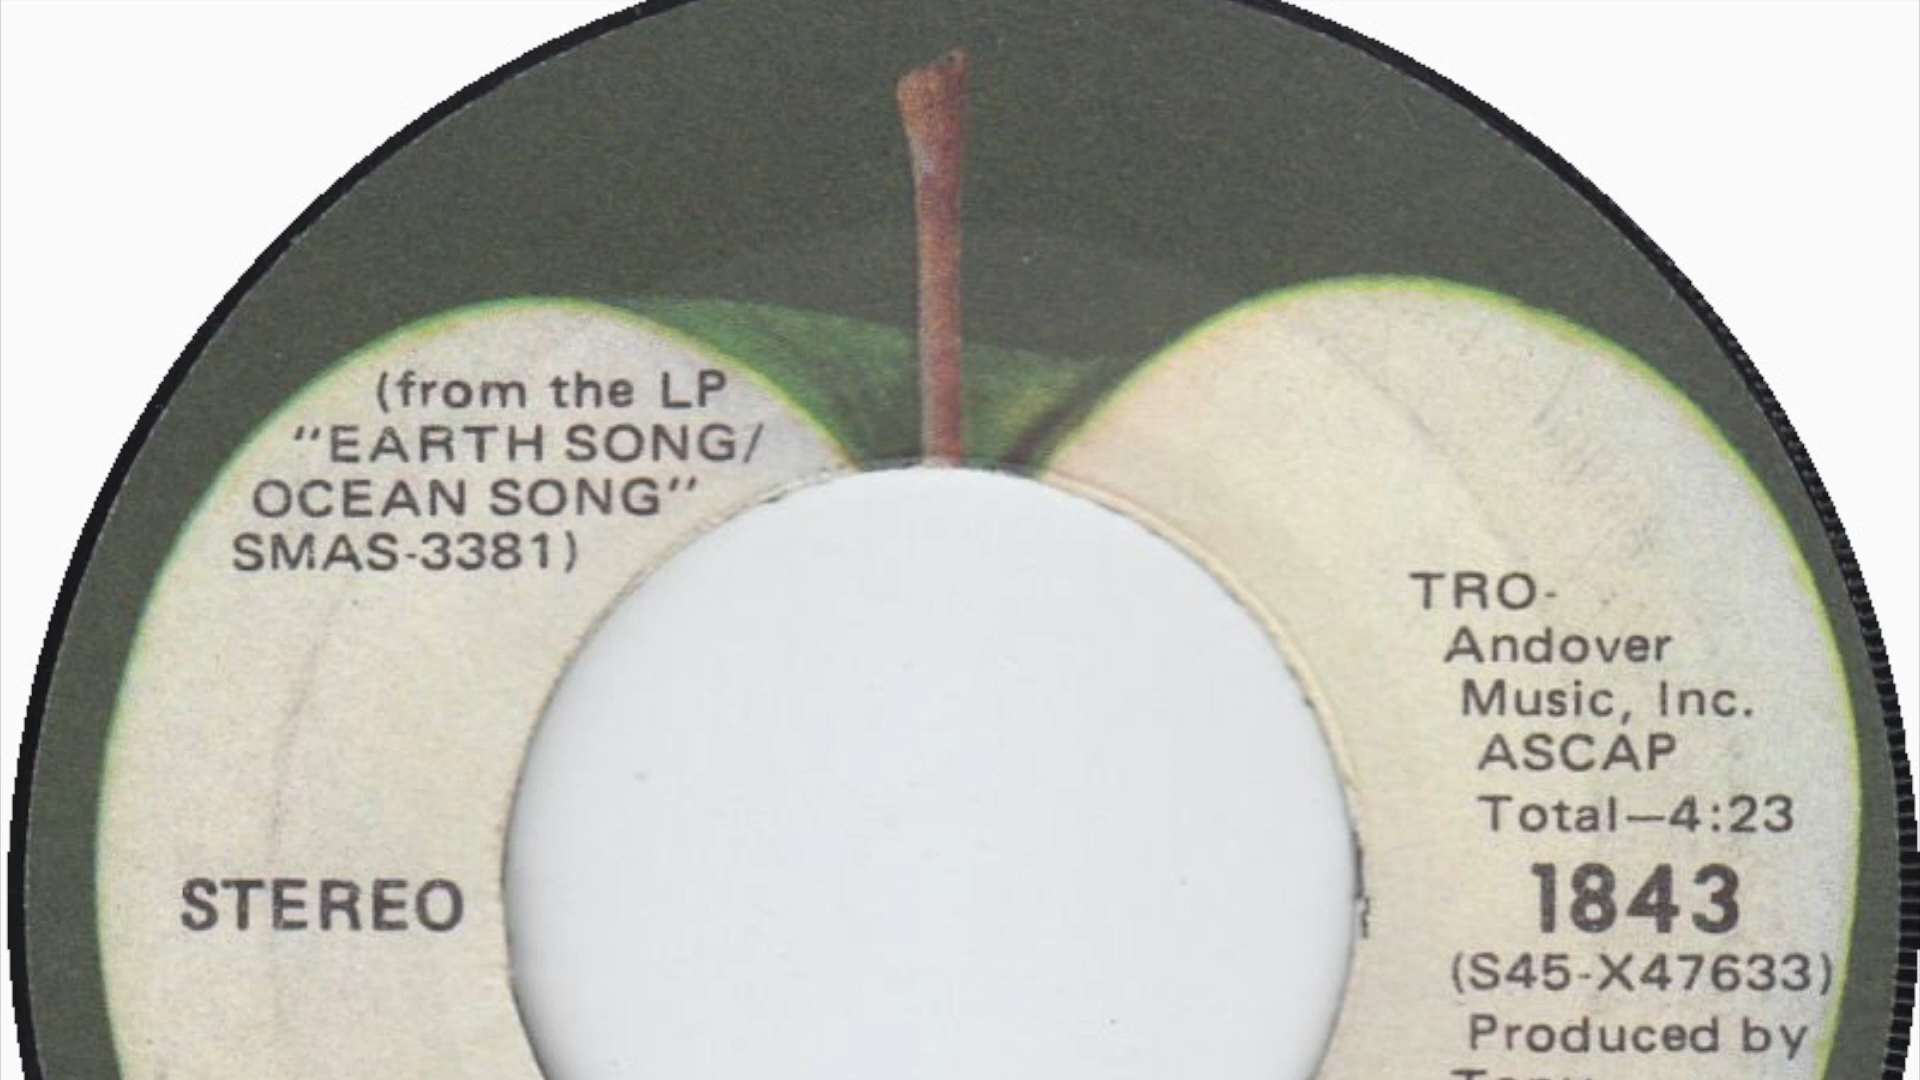 (from the LP
"EARTH SONG/
OCEAN SONG"
SMAS-3381)
STEREO
TRO-
Andover
Music, Inc.
ASCAP
Total—4:23
1843
(S45-X47633)
Produced by
Tony